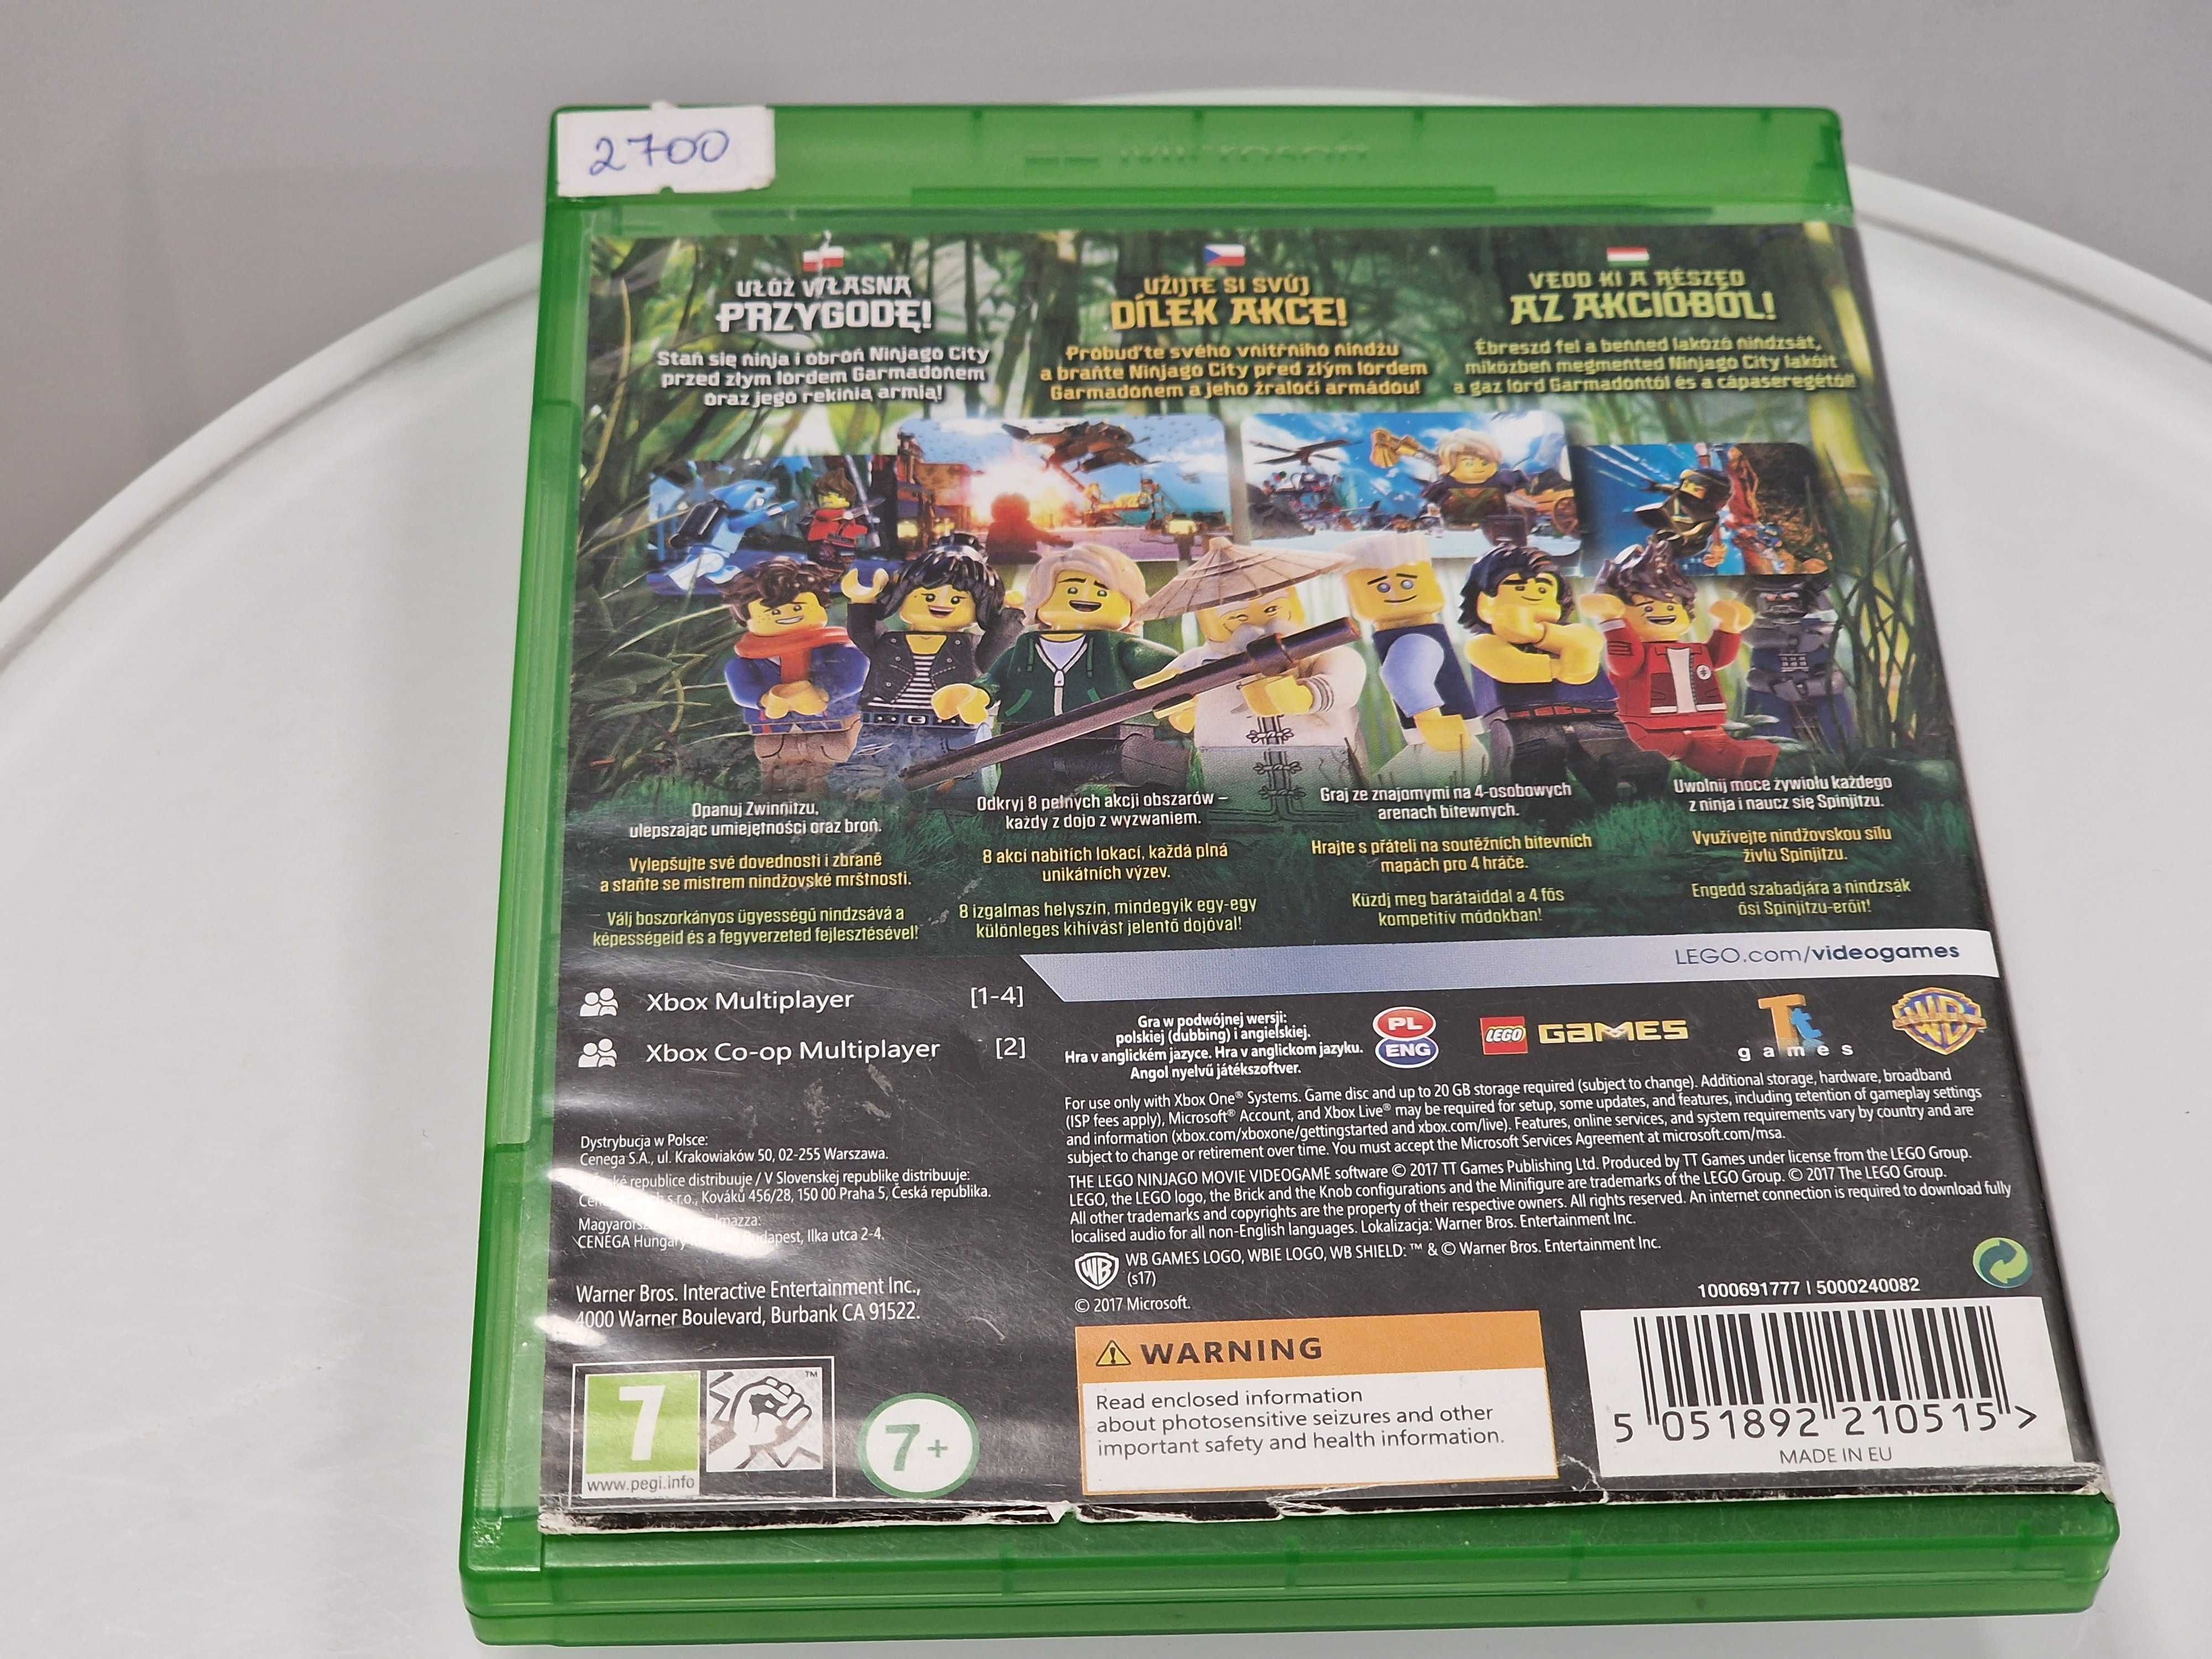 2700
UŁÓŻ WŁASNĄ
PRZYGODĘ!
Stań się ninja i obroń Ninjago City
przed złym lordem Garmadonem
oraz jego rekinią armią!
UŽIJTE SI SVŮJ
DÍLEK AKCE!
Probuďte svého vnitřního nindžu
a braňte Ninjago City před zlým lordem
Garmadonem a jeho žraločí armádou!
VEDD KI A RÉSZED
AZ AKCIÓBÓL!
Ébreszd fel a benned lakozó nindzsát,
miközben megmented Ninjago City lakóit
a gaz lord Garmadontól és a cápaseregétől!
Opanuj Zwinnitzu,
ulepszając umiejętności oraz broń.
Vylepšujte své dovednosti i zbraně
a staňte se mistrem nindžovské mrštnosti.
Válj boszorkányos ügyességű nindzsává a
képességeid és a fegyverzeted fejlesztésével!
Odkryj 8 pełnych akcji obszarów –
każdy z dojo z wyzwaniem.
8 akcí nabitích lokací, každá plná
unikátních výzev.
8 izgalmas helyszín, mindegyik egy-egy
különleges kihívást jelentő dojóval!
Graj ze znajomymi na 4-osobowych
arenach bitewnych.
Hrajte s přáteli na soutěžních bitevních
mapách pro 4 hráče.
Küzdj meg barátaiddal a 4 fős
kompetitív módokban!
Uwolnij moce żywiołu każdego
z ninja i naucz się Spinjitzu.
Využívejte nindžovskou sílu
živlů Spinjitzu.
Engedd szabadjára a nindzsák
ősi Spinjitzu-erőit!
LEGO.com/videogames
Xbox Multiplayer [1-4]
Xbox Co-op Multiplayer [2]
Gra w podwójnej wersji:
polskiej (dubbing) i angielskiej.
Hra v anglickém jazyce. Hra v anglickom jazyku.
Angol nyelvű játékszoftver.
PL
ENG
LEGO GAMES
Tt
games
WB
For use only with Xbox One® Systems. Game disc and up to 20 GB storage required (subject to change). Additional storage, hardware, broadband
(ISP fees apply), Microsoft® Account, and Xbox Live® may be required for setup, some updates, and features, including retention of gameplay settings
and information (xbox.com/xboxone/gettingstarted and xbox.com/live). Features, online services, and system requirements vary by country and are
subject to change or retirement over time. You must accept the Microsoft Services Agreement at microsoft.com/msa.
THE LEGO NINJAGO MOVIE VIDEOGAME software © 2017 TT Games Publishing Ltd. Produced by TT Games under license from the LEGO Group.
LEGO, the LEGO logo, the Brick and the Knob configurations and the Minifigure are trademarks of the LEGO Group. © 2017 The LEGO Group.
All other trademarks and copyrights are the property of their respective owners. All rights reserved. An internet connection is required to download fully
localised audio for all non-English languages. Lokalizacja: Warner Bros. Entertainment Inc.
WB
WB GAMES LOGO, WBIE LOGO, WB SHIELD: ™ & © Warner Bros. Entertainment Inc.
(s17)
© 2017 Microsoft.
Dystrybucja w Polsce:
Cenega S.A., ul. Krakowiaków 50, 02-255 Warszawa.
republice distribuuje / V Slovenskej republike distribuuje:
s.r.o., Kováků 456/28, 150 00 Praha 5, Česká republika.
CENEGA Hungary
Ilka utca 2-4.
Warner Bros. Interactive Entertainment Inc.,
4000 Warner Boulevard, Burbank CA 91522.
7
www.pegi.info
™
7+
WARNING
Read enclosed information
about photosensitive seizures and other
important safety and health information.
1000691777 | 5000240082
5 051892 210515 >
MADE IN EU